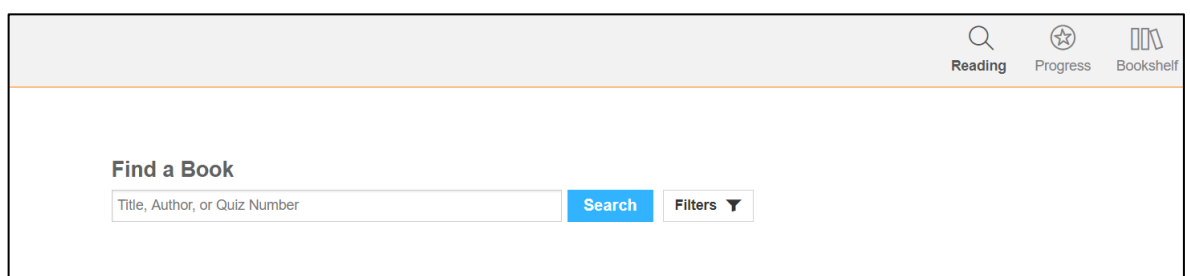 Reading Progress Bookshelf
Find a Book
Title, Author, or Quiz Number Search Filters